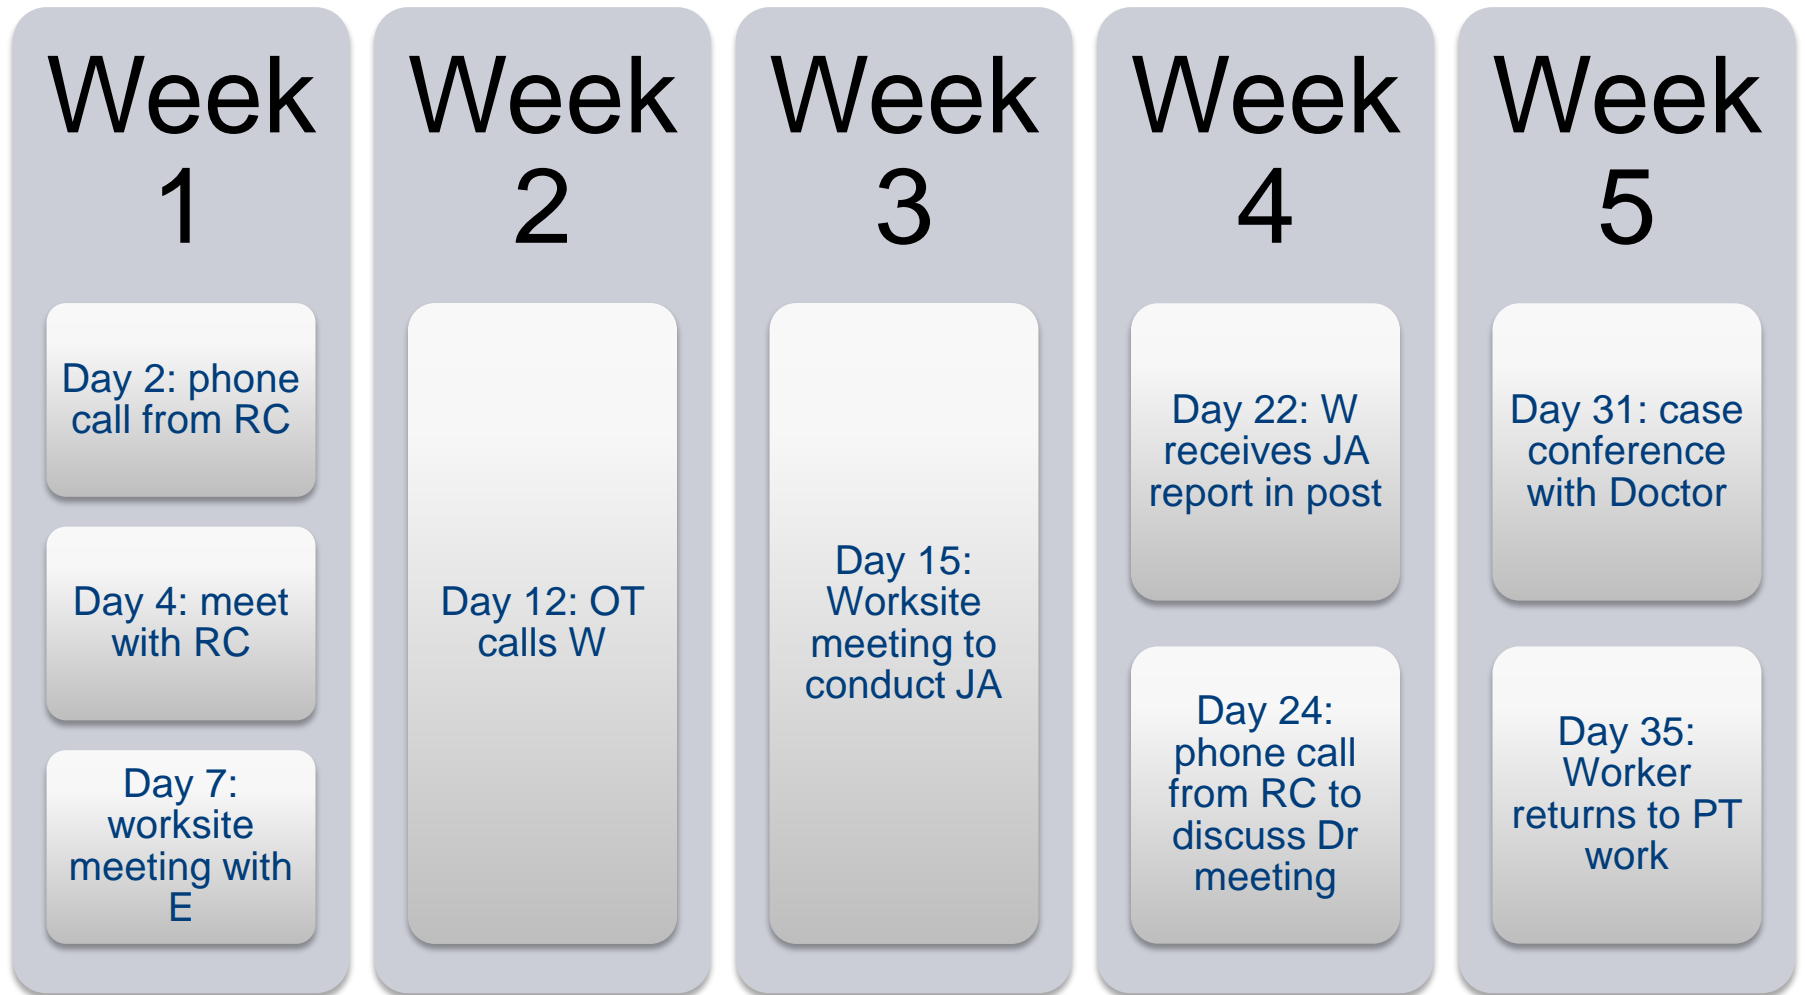 Week
1
Day 2: phone
call from RC
Day 4: meet
with RC
Day 7:
worksite
meeting with
E
Week
2
Day 12: OT
calls W
Week
3
Day 15:
Worksite
meeting to
conduct JA
Week
4
Day 22: W
receives JA
report in post
Day 24:
phone call
from RC to
discuss Dr
meeting
Week
5
Day 31: case
conference
with Doctor
Day 35:
Worker
returns to PT
work